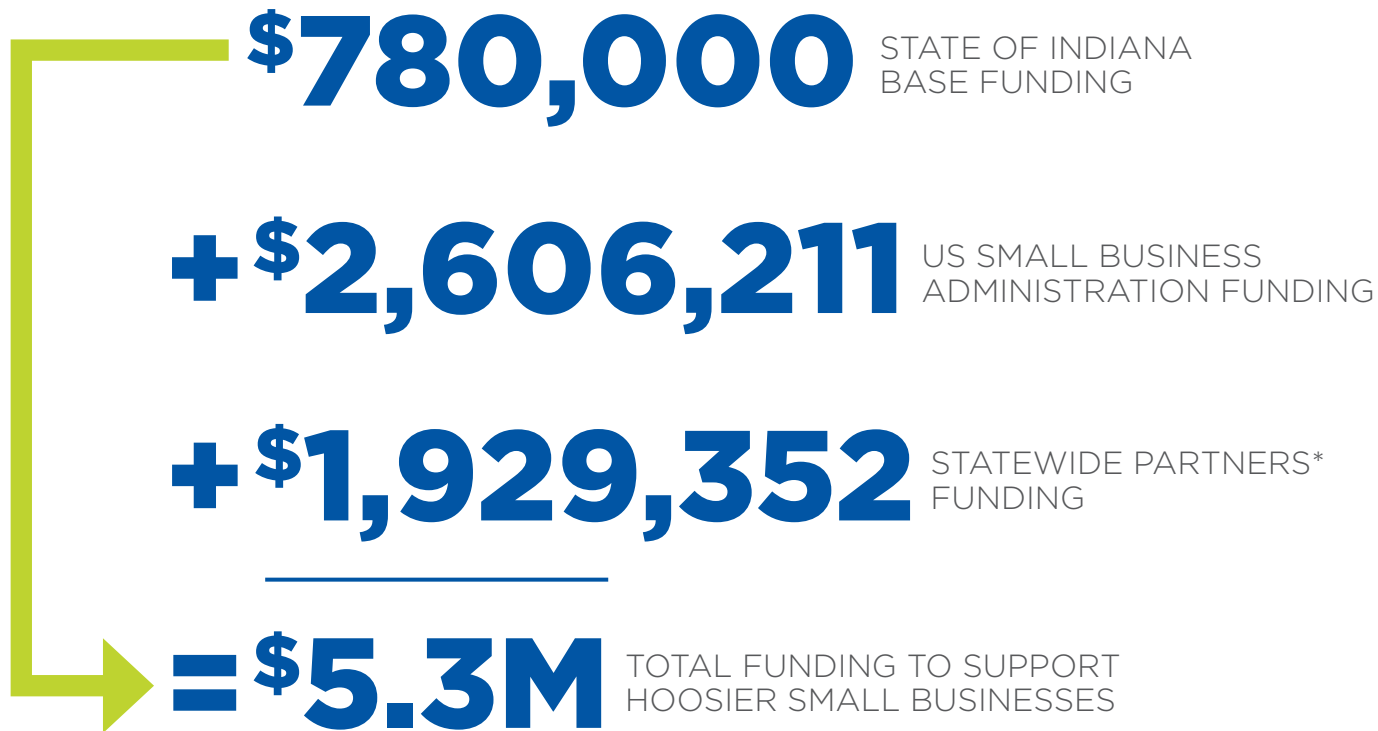 $780,000 STATE OF INDIANA
BASE FUNDING
+$2,606,211 US SMALL BUSINESS
ADMINISTRATION FUNDING
+$1,929,352 STATEWIDE PARTNERS*
FUNDING
=$5.3M TOTAL FUNDING TO SUPPORT
HOOSIER SMALL BUSINESSES